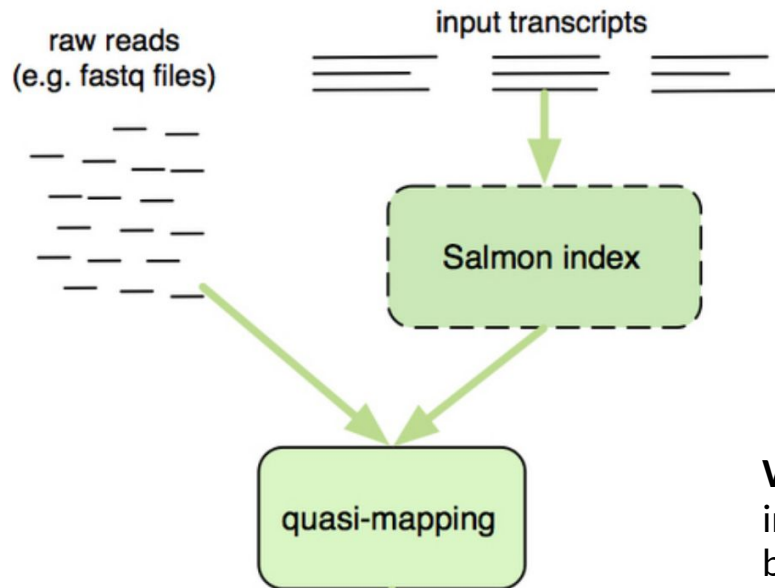 raw reads
(e.g. fastq files)
input transcripts
Salmon index
quasi-mapping